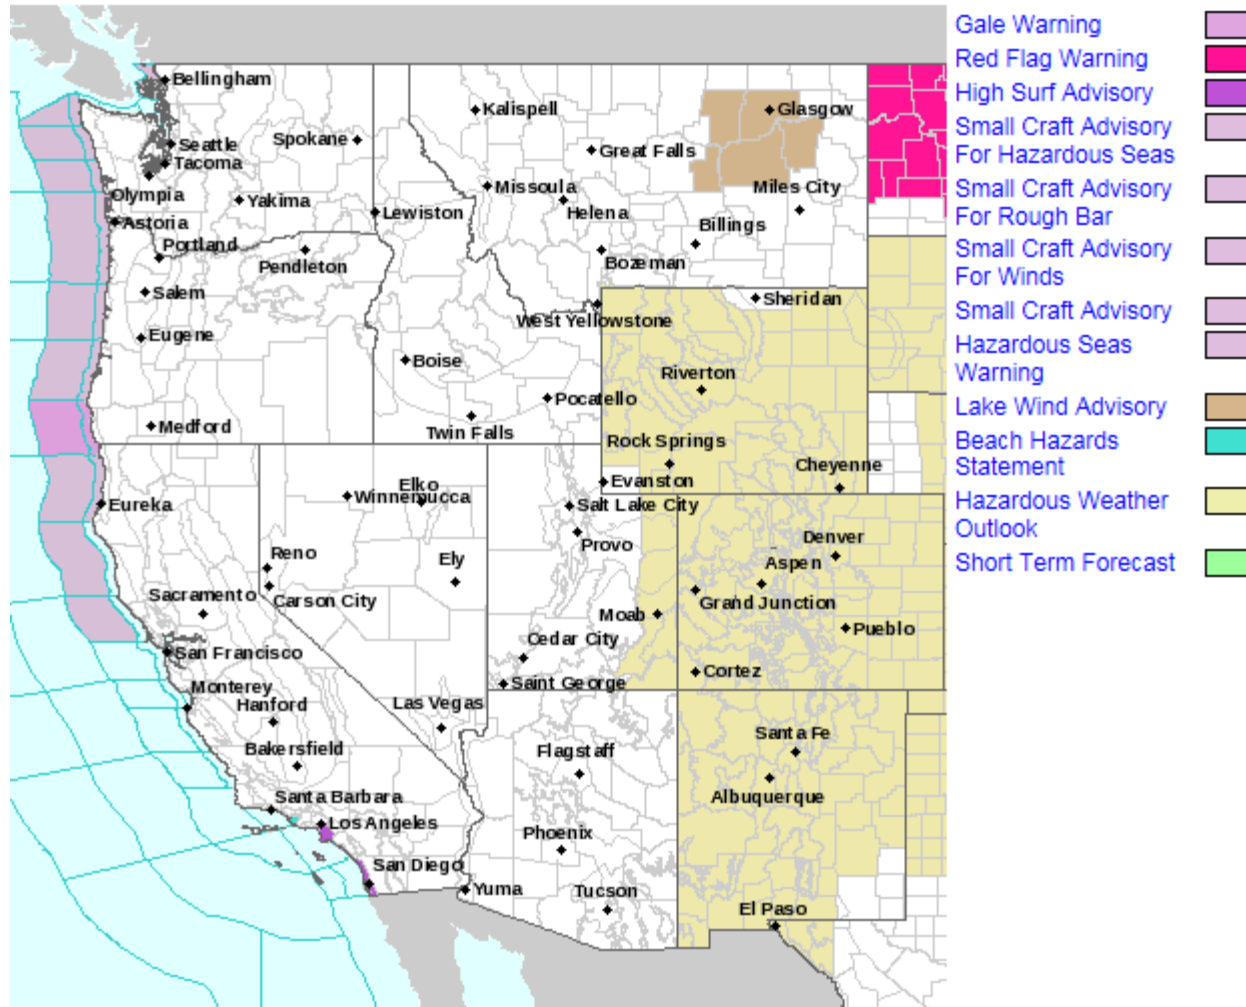 Gale Warning
Red Flag Warning
High Surf Advisory
Small Craft Advisory
For Hazardous Seas
Small Craft Advisory
For Rough Bar
Small Craft Advisory
For Winds
Small Craft Advisory
Hazardous Seas
Warning
Lake Wind Advisory
Beach Hazards
Statement
Hazardous Weather
Outlook
Short Term Forecast
Bellingham
Kalispell
Glasgow
Seattle
Spokane
Great Falls
Tacoma
Olympia
Yakima
Missoula
Miles City
Lewiston
Helena
Astoria
Billings
Portland
Pendleton
Bozeman
Salem
Sheridan
West Yellowstone
Eugene
Boise
Riverton
Pocatello
Medford
Twin Falls
Rock Springs
Cheyenne
Elko
Winnemucca
Evanston
Eureka
Salt Lake City
Provo
Denver
Reno
Ely
Aspen
Sacramento
Carson City
Grand Junction
Moab
Pueblo
San Francisco
Cedar City
Cortez
Monterey
Saint George
Hanford
Las Vegas
Bakersfield
Flagstaff
Santa Fe
Santa Barbara
Albuquerque
Los Angeles
Phoenix
San Diego
Yuma
Tucson
El Paso